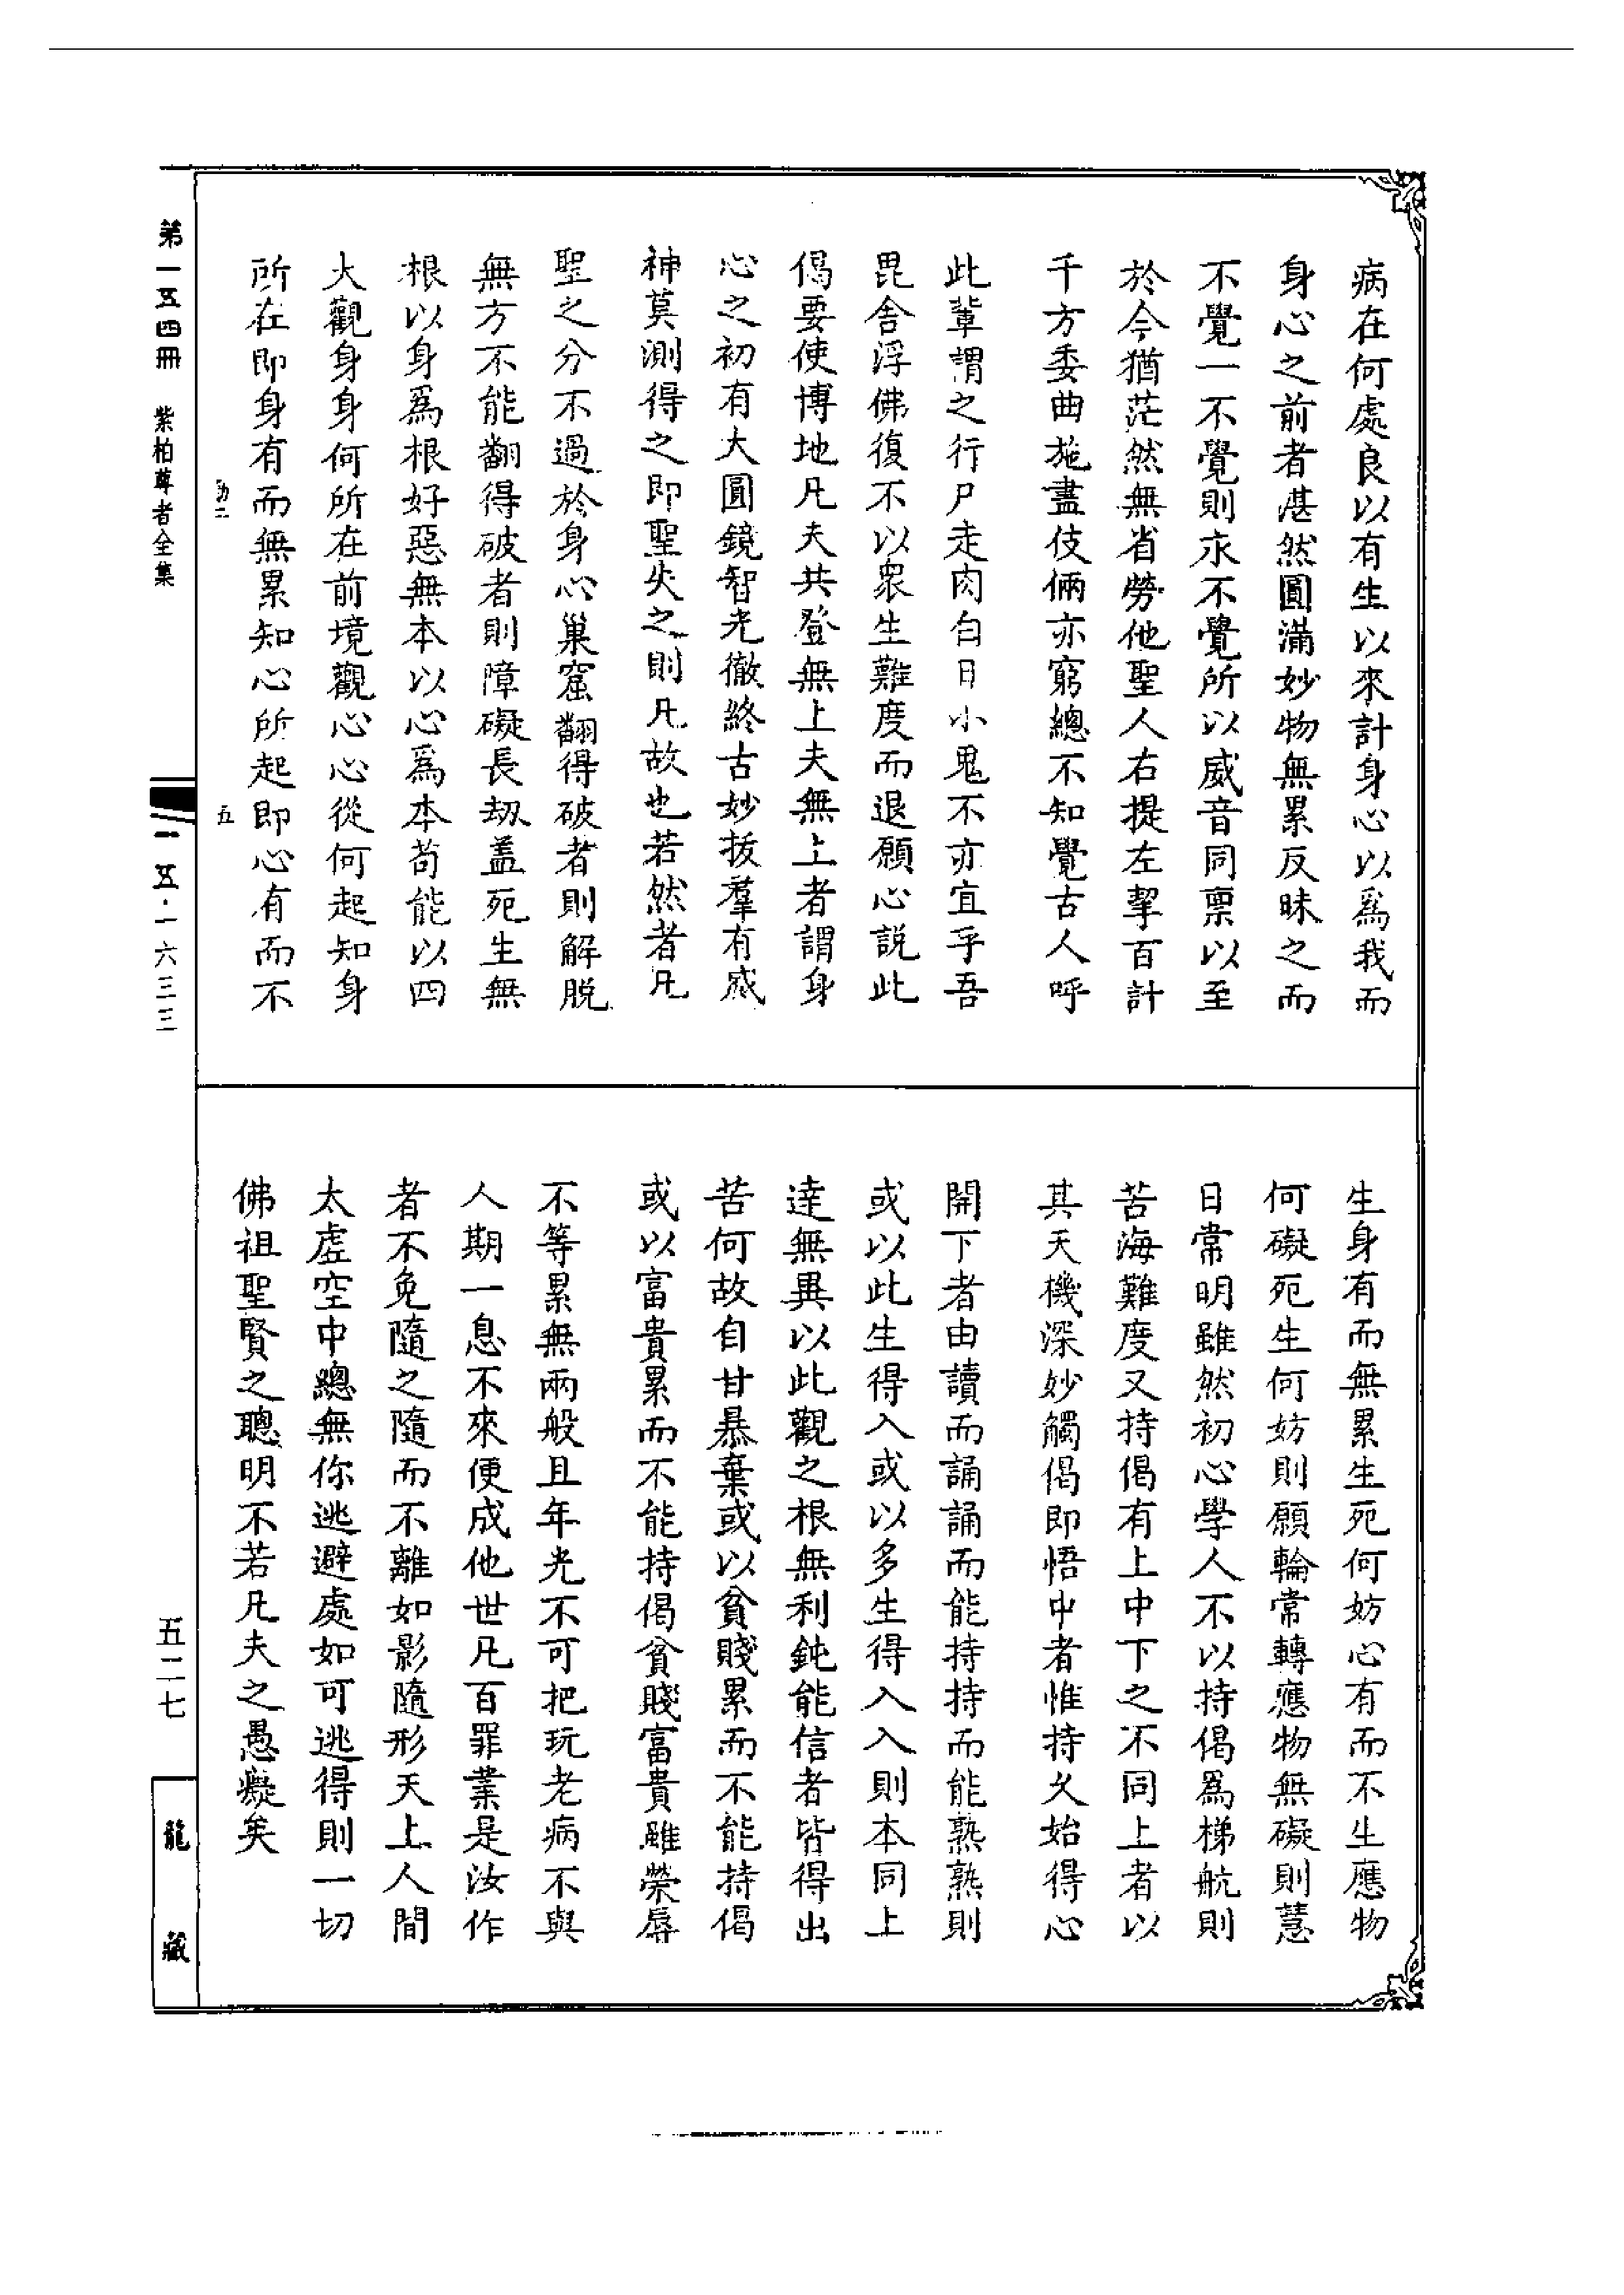 病在何處良以有生以來計身心以爲我而
身心之前者湛然圓滿妙物無累反昧之而
不覺一不覺則永不覺所以威音同稟以至
於今猶茫然無省勞他聖人右提左挈百計
千方委曲施盡伎倆亦窮總不知覺古人呼
此輩謂之行尸走肉白日小鬼不亦宜乎吾
毘舍浮佛復不以衆生難度而退願心説此
偈要使博地凡夫共登無上夫無上者謂身
心之初有大圓鏡智光徹終古妙拔羣有感
神莫測得之即聖失之則凡故也若然者凡
聖之分不過於身心巢窟翻得破者則解脱
無方不能翻得破者則障礙長劫盖死生無
根以身爲根好惡無本以心爲本苟能以四
大觀身身何所在前境觀心心從何起知身
所在即身有而無累知心所起即心有而不
生身有而無累生死何妨心有而不生應物
何礙死生何妨則願輪常轉應物無礙則慧
日常明雖然初心學人不以持偈爲梯航則
苦海難度又持偈有上中下之不同上者以
其天機深妙觸偈即悟中者惟持久始得心
開下者由讀而誦誦而能持持而能熟熟則
或以此生得入或以多生得入入則本同上
達無異以此觀之根無利鈍能信者皆得出
苦何故自甘暴棄或以貧賤累而不能持偈
或以富貴累而不能持偈貧賤富貴雖榮辱
不等累無兩般且年光不可把玩老病不與
人期一息不來便成他世凡百罪業是汝作
者不免隨之隨而不離如影隨形天上人間
太虛空中總無你逃避處如可逃得則一切
佛祖聖賢之聰明不若凡夫之愚癡矣
第一五四冊 紫柏尊者全集
一五·一六三三
五二七
龍藏
五